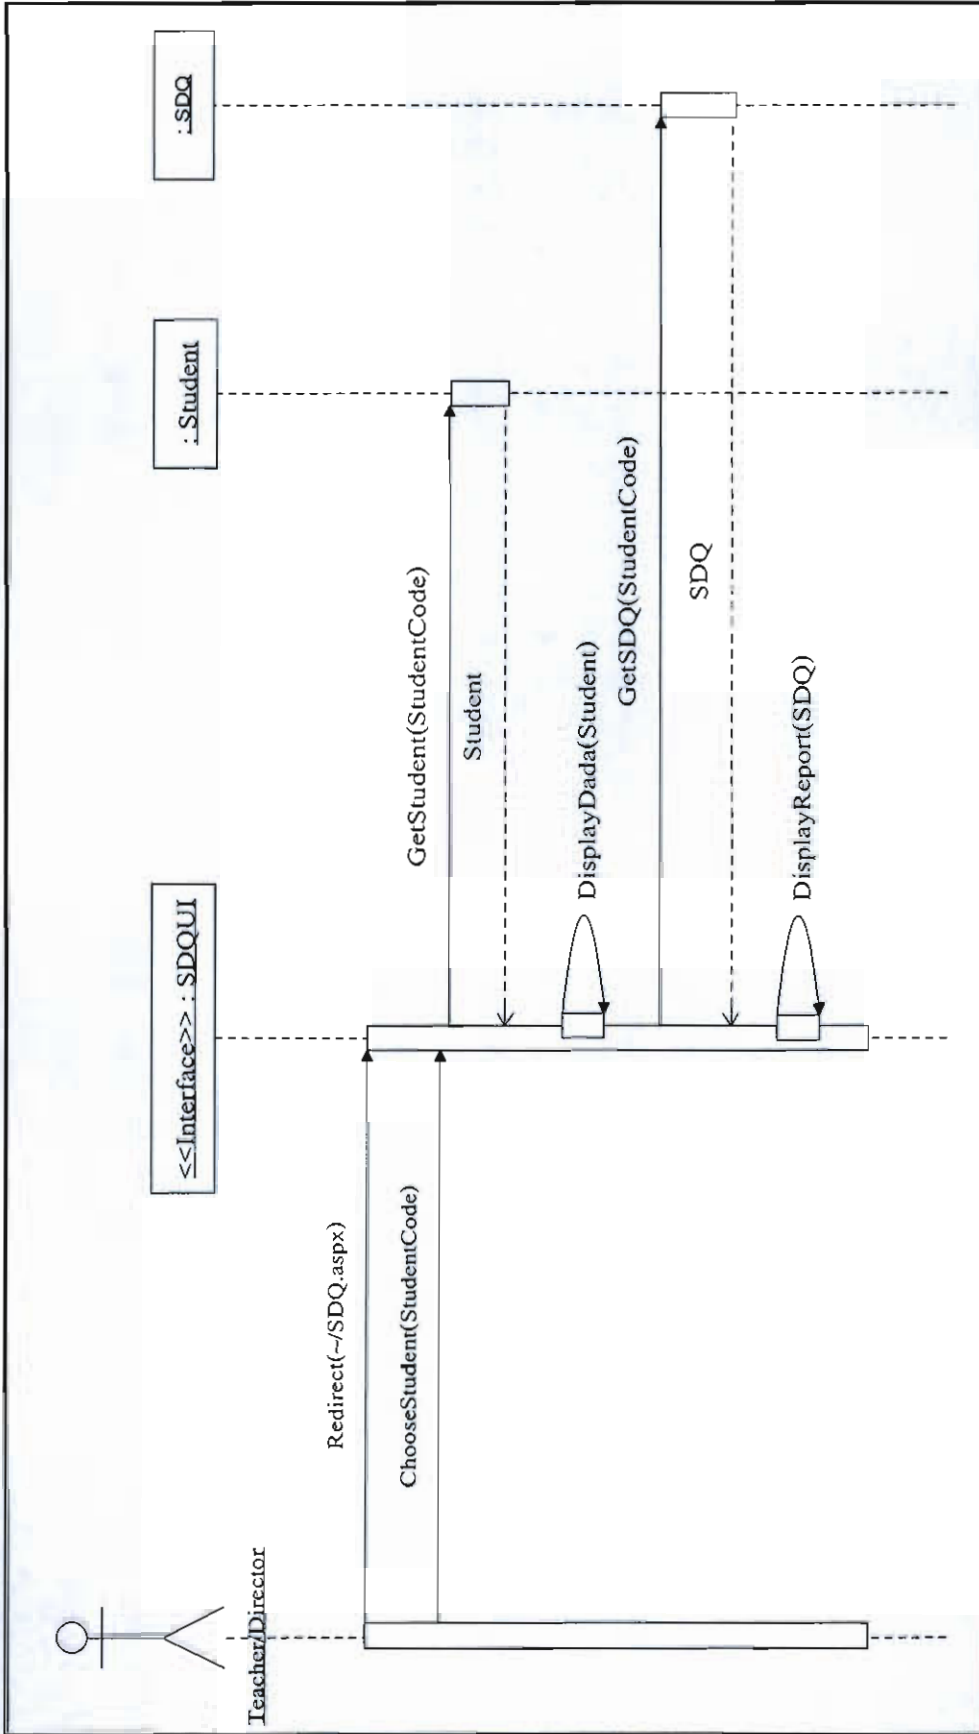 Teacher/Director
<<Interface>> : SDQUI
: Student
: SDQ
Redirect(~/SDQ.aspx)
ChooseStudent(StudentCode)
GetStudent(StudentCode)
Student
DisplayDada(Student)
GetSDQ(StudentCode)
SDQ
DisplayReport(SDQ)